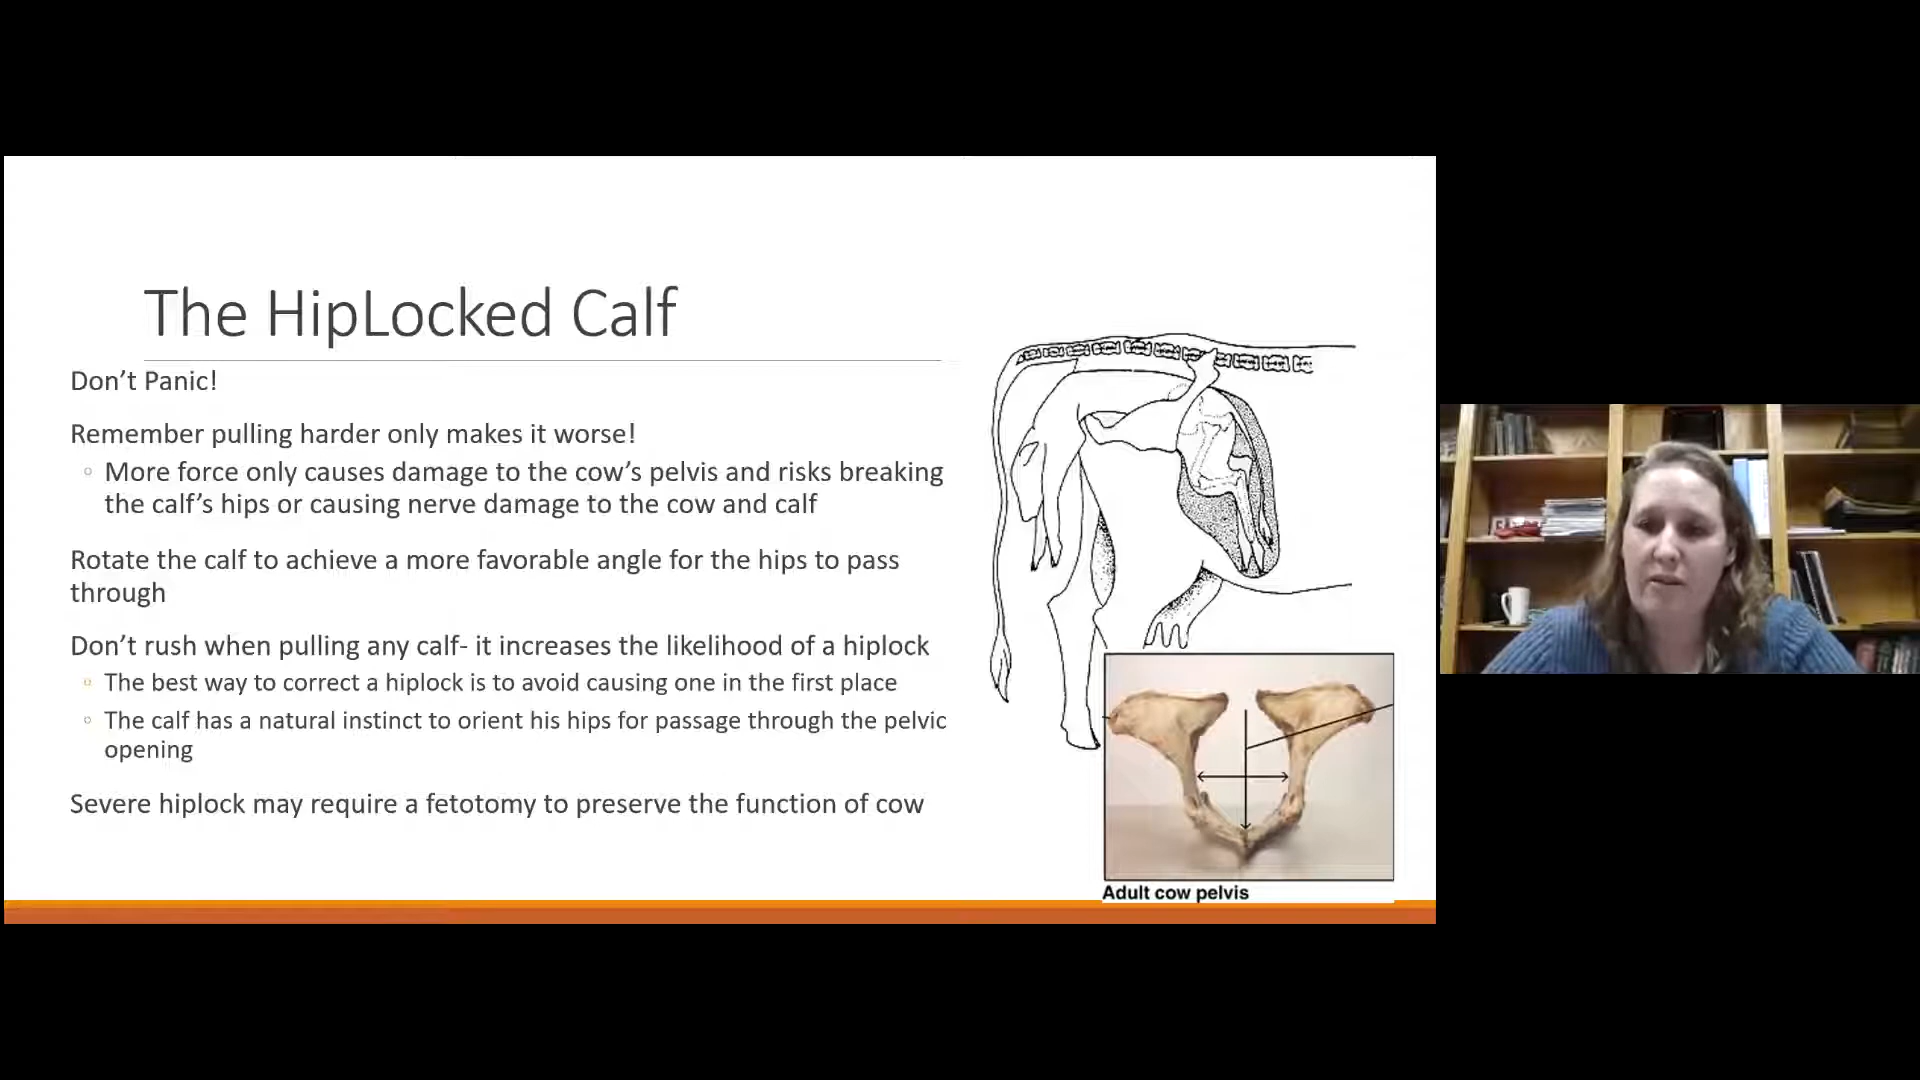 The HipLocked Calf
Don’t Panic!
Remember pulling harder only makes it worse!
More force only causes damage to the cow’s pelvis and risks breaking
the calf’s hips or causing nerve damage to the cow and calf
Rotate the calf to achieve a more favorable angle for the hips to pass
through
Don’t rush when pulling any calf- it increases the likelihood of a hiplock
The best way to correct a hiplock is to avoid causing one in the first place
The calf has a natural instinct to orient his hips for passage through the pelvic
opening
Severe hiplock may require a fetotomy to preserve the function of cow
Adult cow pelvis